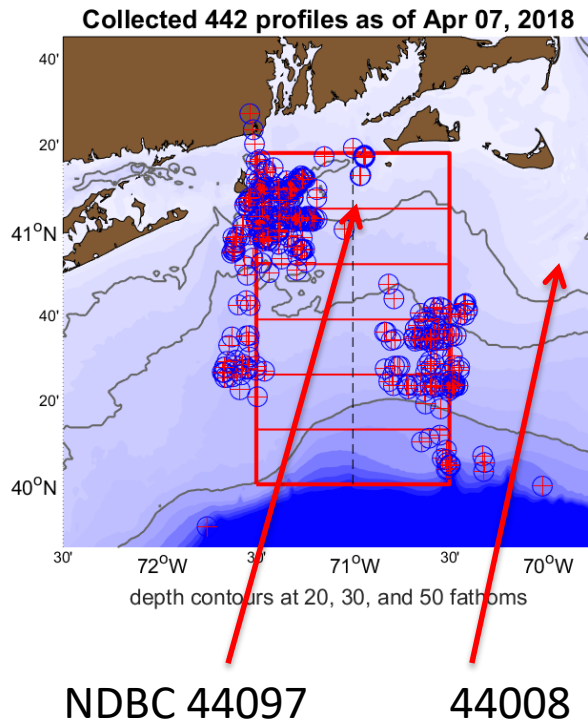 Collected 442 profiles as of Apr 07, 2018
40'
20'
41°N
40'
20'
40°N
30' 72°W 30' 71°W 30' 70°W
depth contours at 20, 30, and 50 fathoms
NDBC 44097 44008